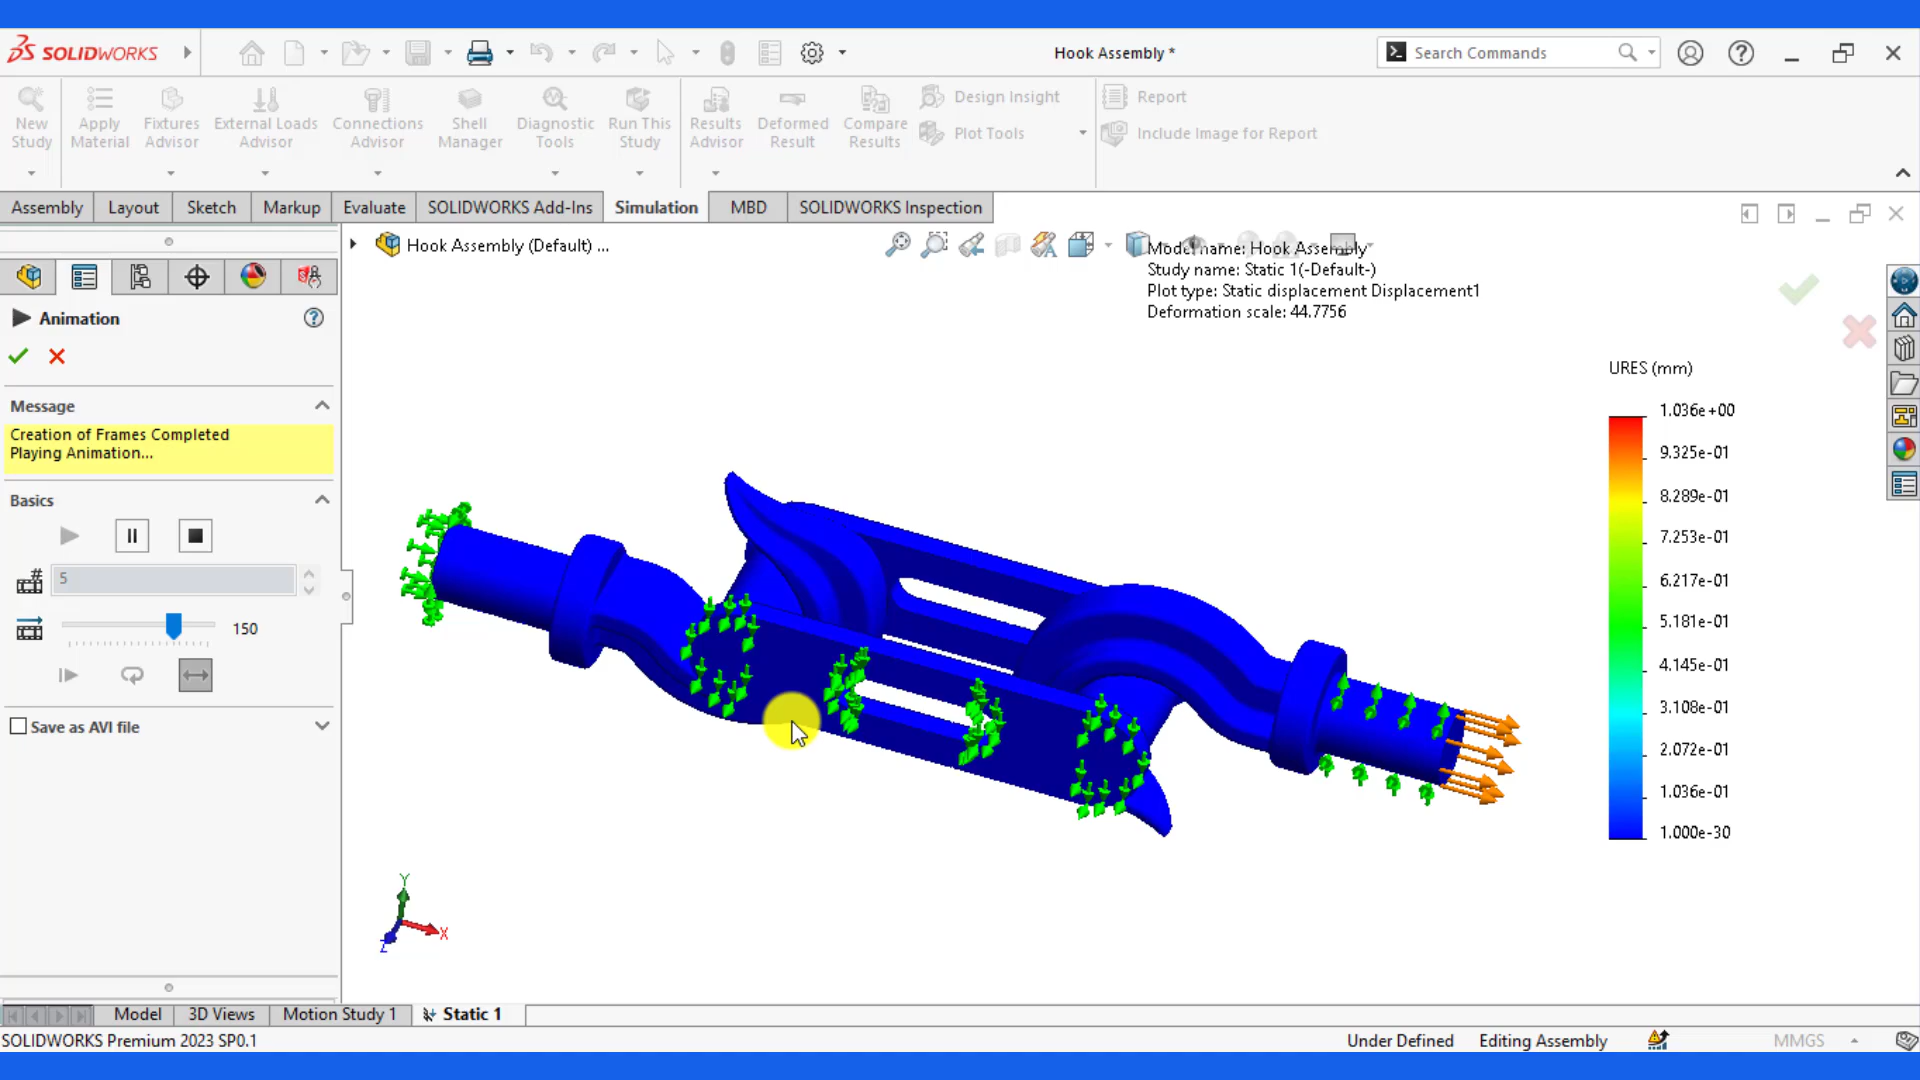 SOLIDWORKS
Hook Assembly *
Search Commands
New Study
Apply Material
Fixtures Advisor
External Loads Advisor
Connections Advisor
Shell Manager
Diagnostic Tools
Run This Study
Results Advisor
Deformed Result
Compare Results
Design Insight
Plot Tools
Report
Include Image for Report
Assembly
Layout
Sketch
Markup
Evaluate
SOLIDWORKS Add-Ins
Simulation
MBD
SOLIDWORKS Inspection
Hook Assembly (Default) ...
Model name: Hook Assembly
Study name: Static 1(-Default-)
Plot type: Static displacement Displacement1
Deformation scale: 44.7756
Animation
Message
Creation of Frames Completed
Playing Animation...
Basics
5
150
Save as AVI file
URES (mm)
1.036e+00
9.325e-01
8.289e-01
7.253e-01
6.217e-01
5.181e-01
4.145e-01
3.108e-01
2.072e-01
1.036e-01
1.000e-30
Y
X
Z
Model
3D Views
Motion Study 1
Static 1
SOLIDWORKS Premium 2023 SP0.1
Under Defined
Editing Assembly
MMGS